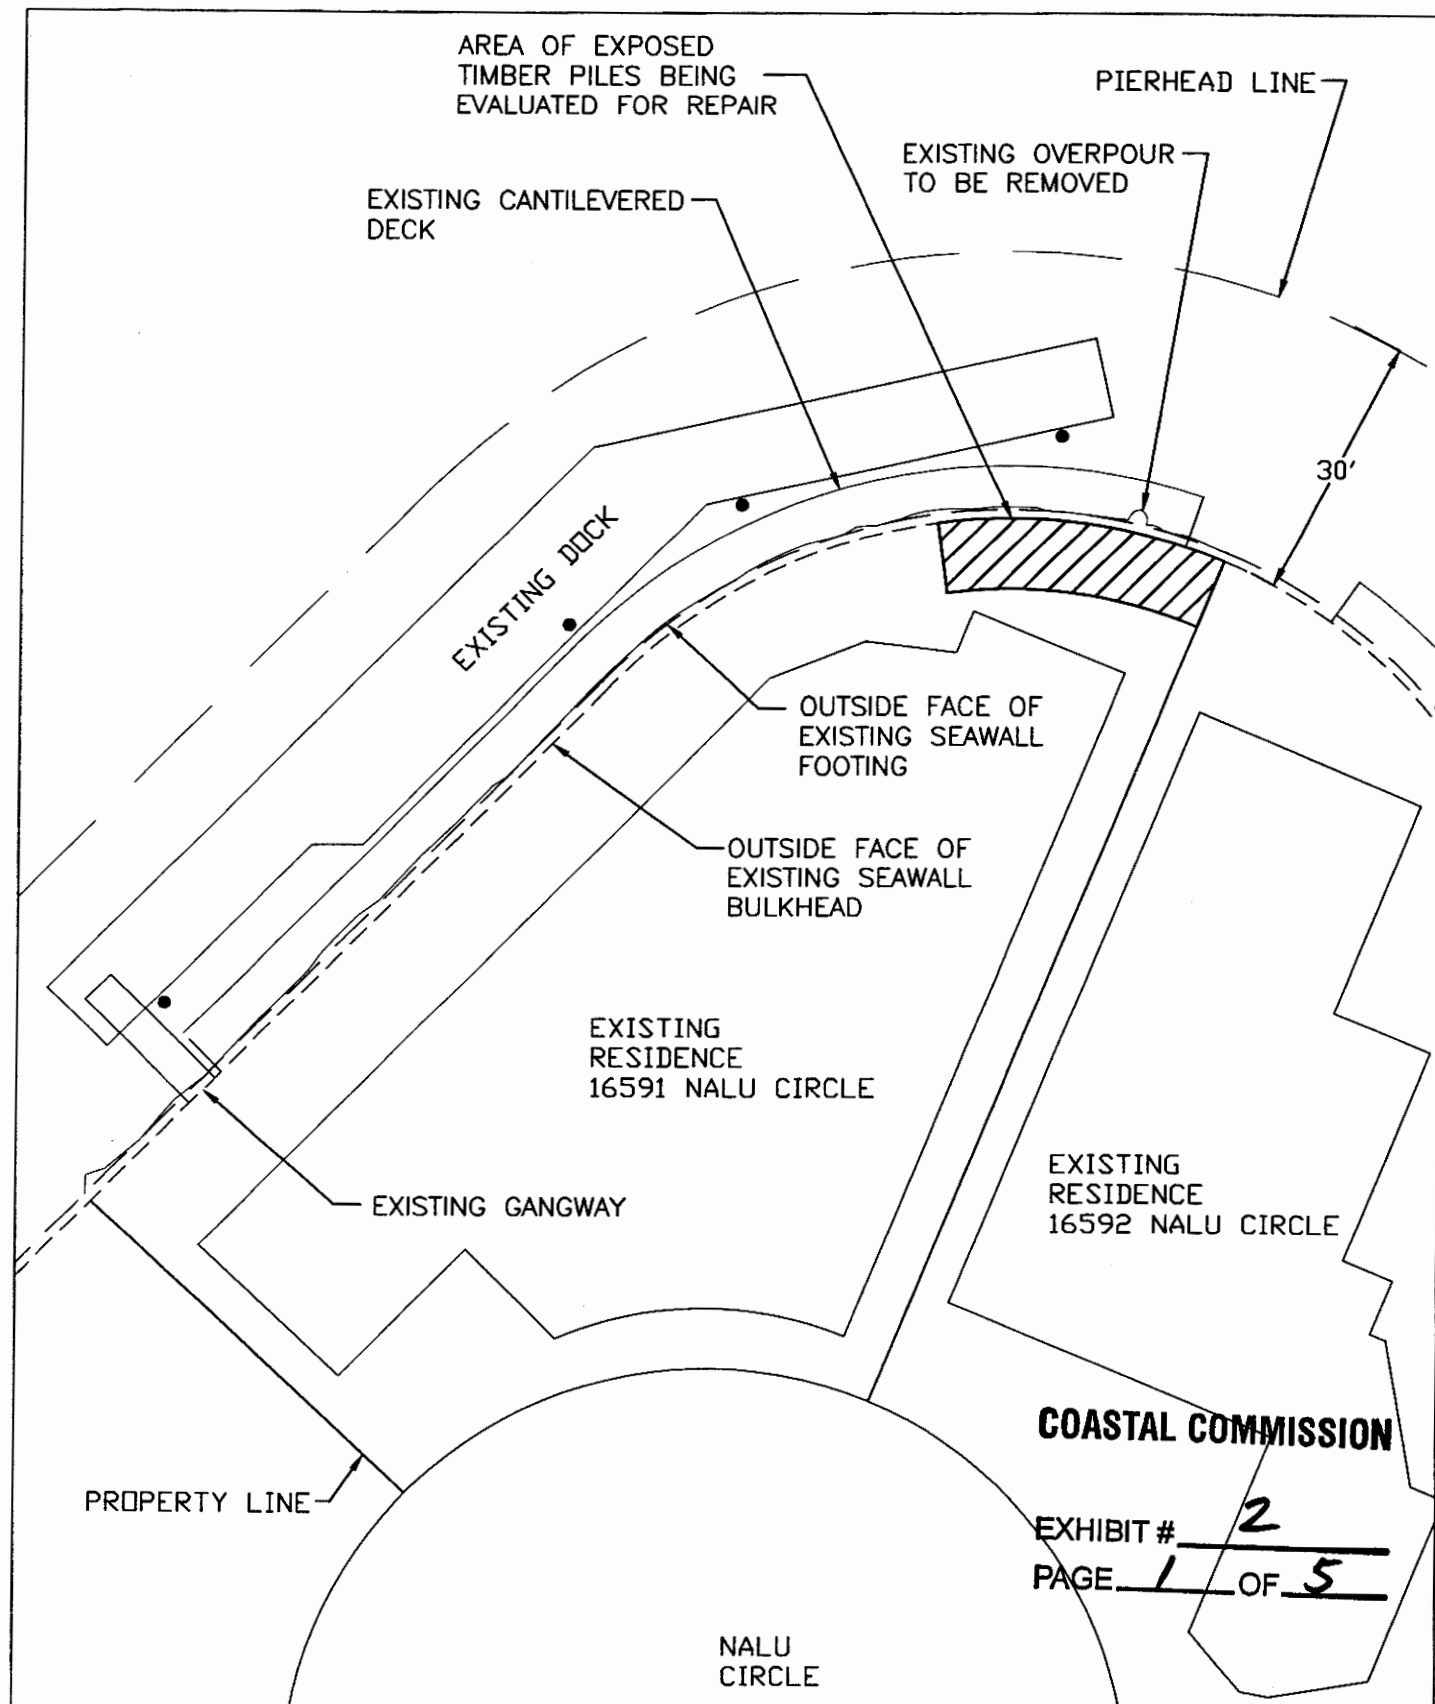 AREA OF EXPOSED
TIMBER PILES BEING
EVALUATED FOR REPAIR
PIERHEAD LINE
EXISTING OVERPOUR
TO BE REMOVED
EXISTING CANTILEVERED
DECK
30'
EXISTING DOCK
OUTSIDE FACE OF
EXISTING SEAWALL
FOOTING
OUTSIDE FACE OF
EXISTING SEAWALL
BULKHEAD
EXISTING
RESIDENCE
16591 NALU CIRCLE
EXISTING
RESIDENCE
16592 NALU CIRCLE
EXISTING GANGWAY
PROPERTY LINE
COASTAL COMMISSION
EXHIBIT # 2
PAGE 1 OF 5
NALU
CIRCLE